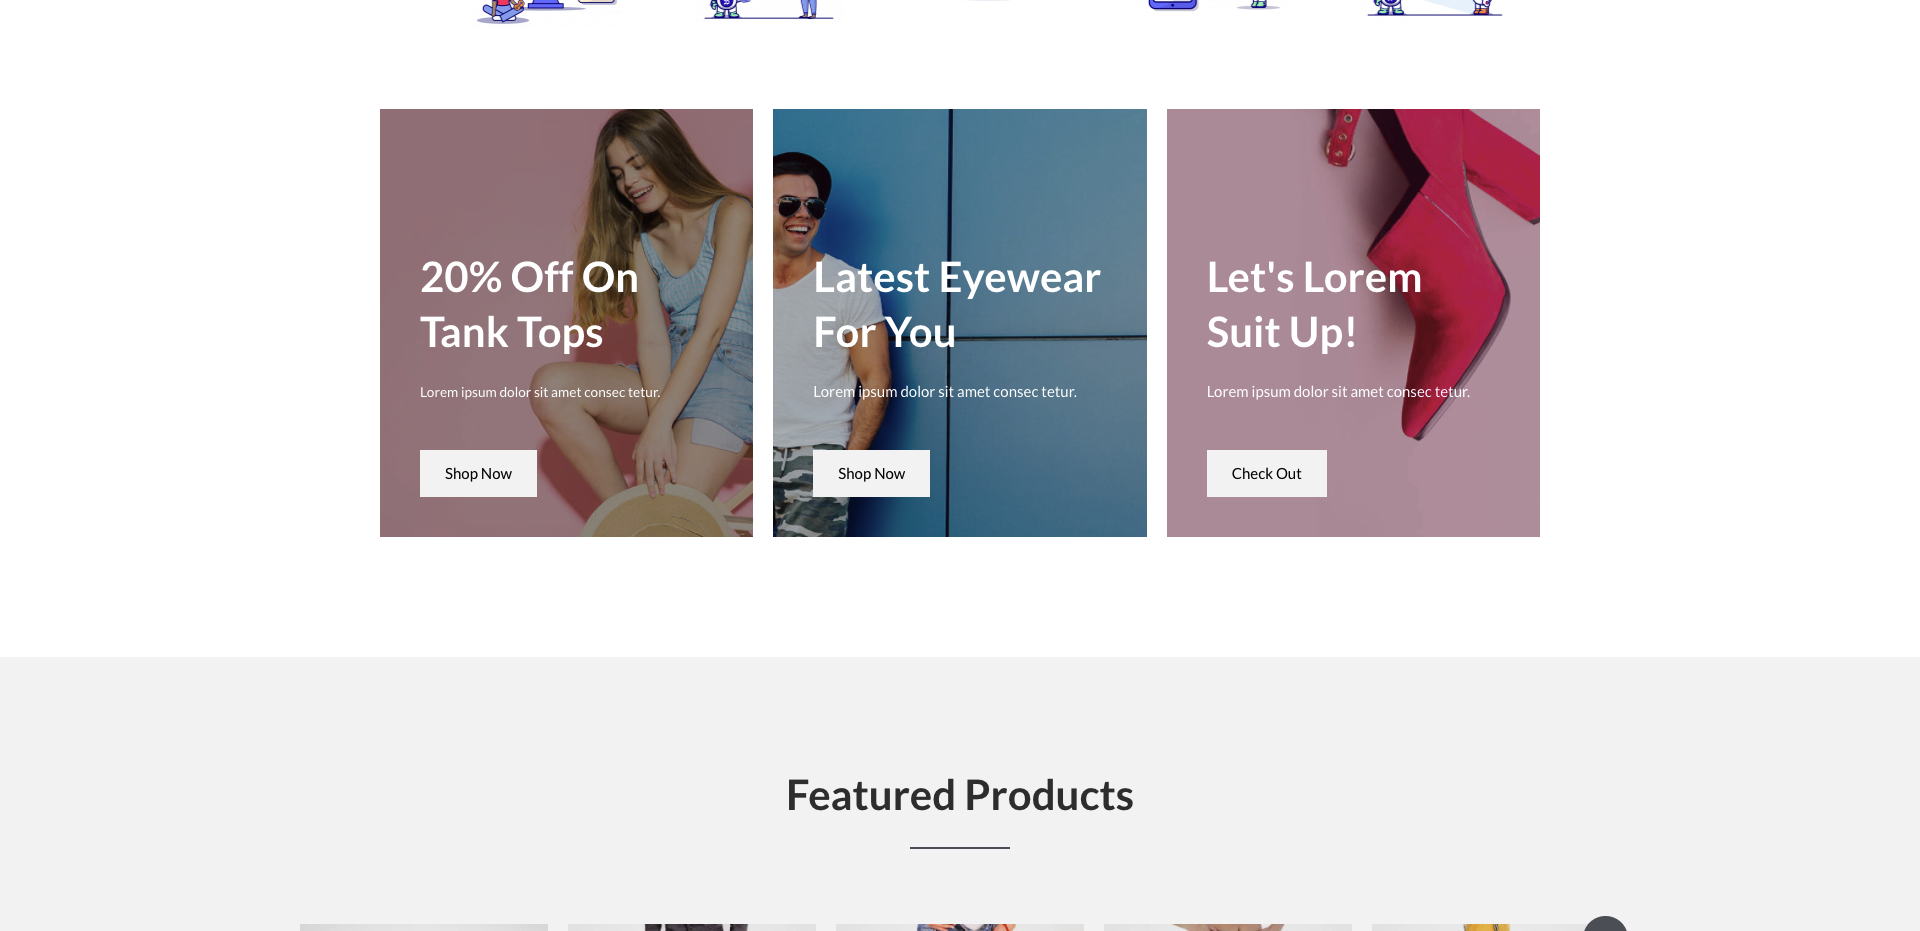 20% Off On
Tank Tops
Lorem ipsum dolor sit amet consec tetur.
Shop Now
Latest Eyewear
For You
Lorem ipsum dolor sit amet consec tetur.
Shop Now
Let's Lorem
Suit Up!
Lorem ipsum dolor sit amet consec tetur.
Check Out
Featured Products